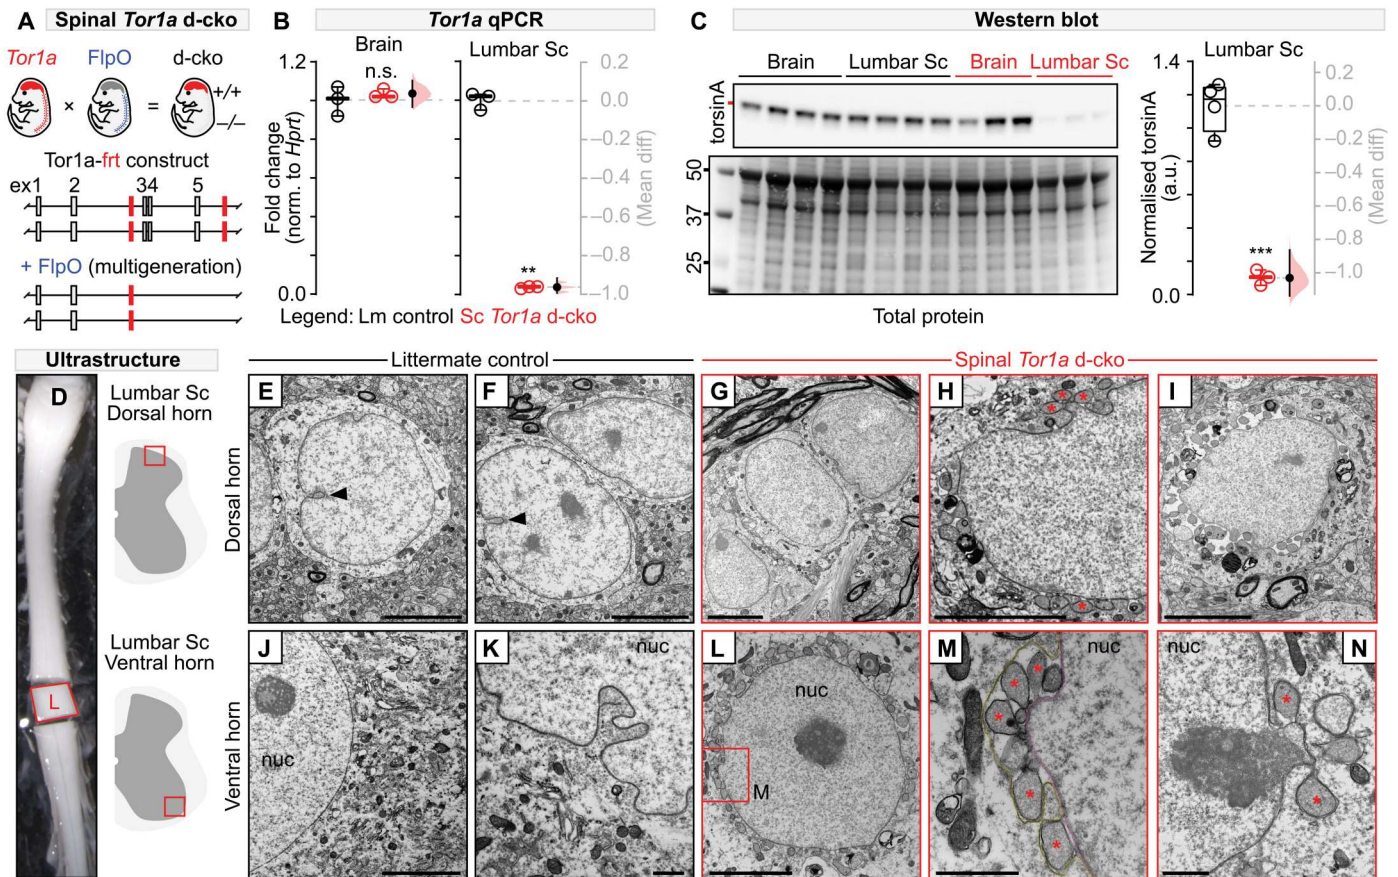 A Spinal Tor1a d-cko
Tor1a FlpO d-cko
× = +/+
–/–
Tor1a-frt construct
ex1 2 34 5
+ FlpO (multigeneration)
B Tor1a qPCR
Brain Lumbar Sc
n.s.
1.2
0.0
Fold change
(norm. to Hprt)
**
0.2
0.0
–0.2
–0.4
–0.6
–0.8
–1.0
(Mean diff)
Legend: Lm control Sc Tor1a d-cko
C Western blot
Brain Lumbar Sc Brain Lumbar Sc
torsinA
50
37
25
Total protein
Lumbar Sc
1.4
0.0
Normalised torsinA
(a.u.)
***
0.2
0.0
–0.2
–0.4
–0.6
–0.8
–1.0
(Mean diff)
Ultrastructure
Littermate control
Spinal Tor1a d-cko
D
L
Lumbar Sc
Dorsal horn
Lumbar Sc
Ventral horn
Dorsal horn
E
F
G
H
* * *
*
I
Ventral horn
J
nuc
K
nuc
L
nuc
M
M
nuc
* * * * *
N
nuc
* *